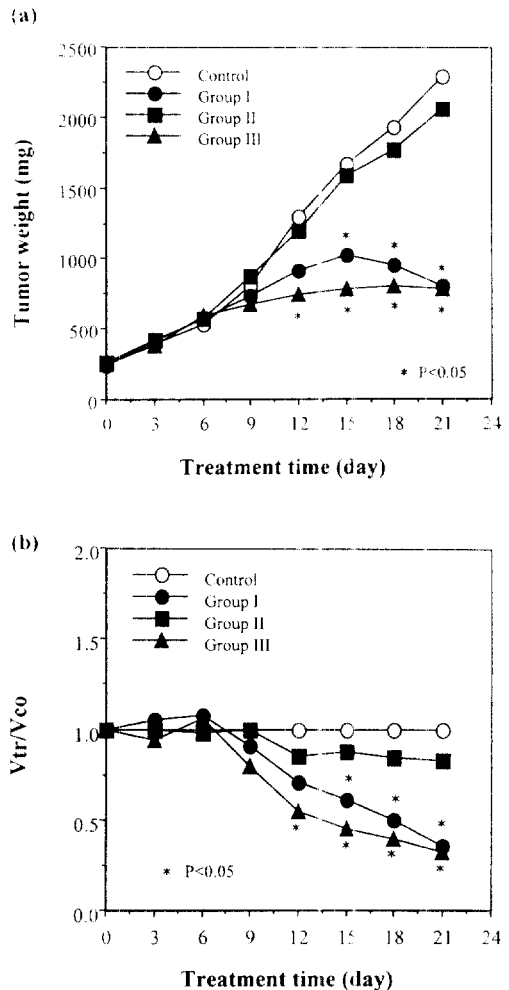 (a)
2500
2000
1500
1000
500
0
Tumor weight (mg)
Control
Group I
Group II
Group III
* * *
* * * *
* P<0.05
0 3 6 9 12 15 18 21 24
Treatment time (day)
(b)
2.0
1.5
1.0
0.5
0.0
Vtr/Vco
Control
Group I
Group II
Group III
* * *
* * * *
* P<0.05
0 3 6 9 12 15 18 21 24
Treatment time (day)